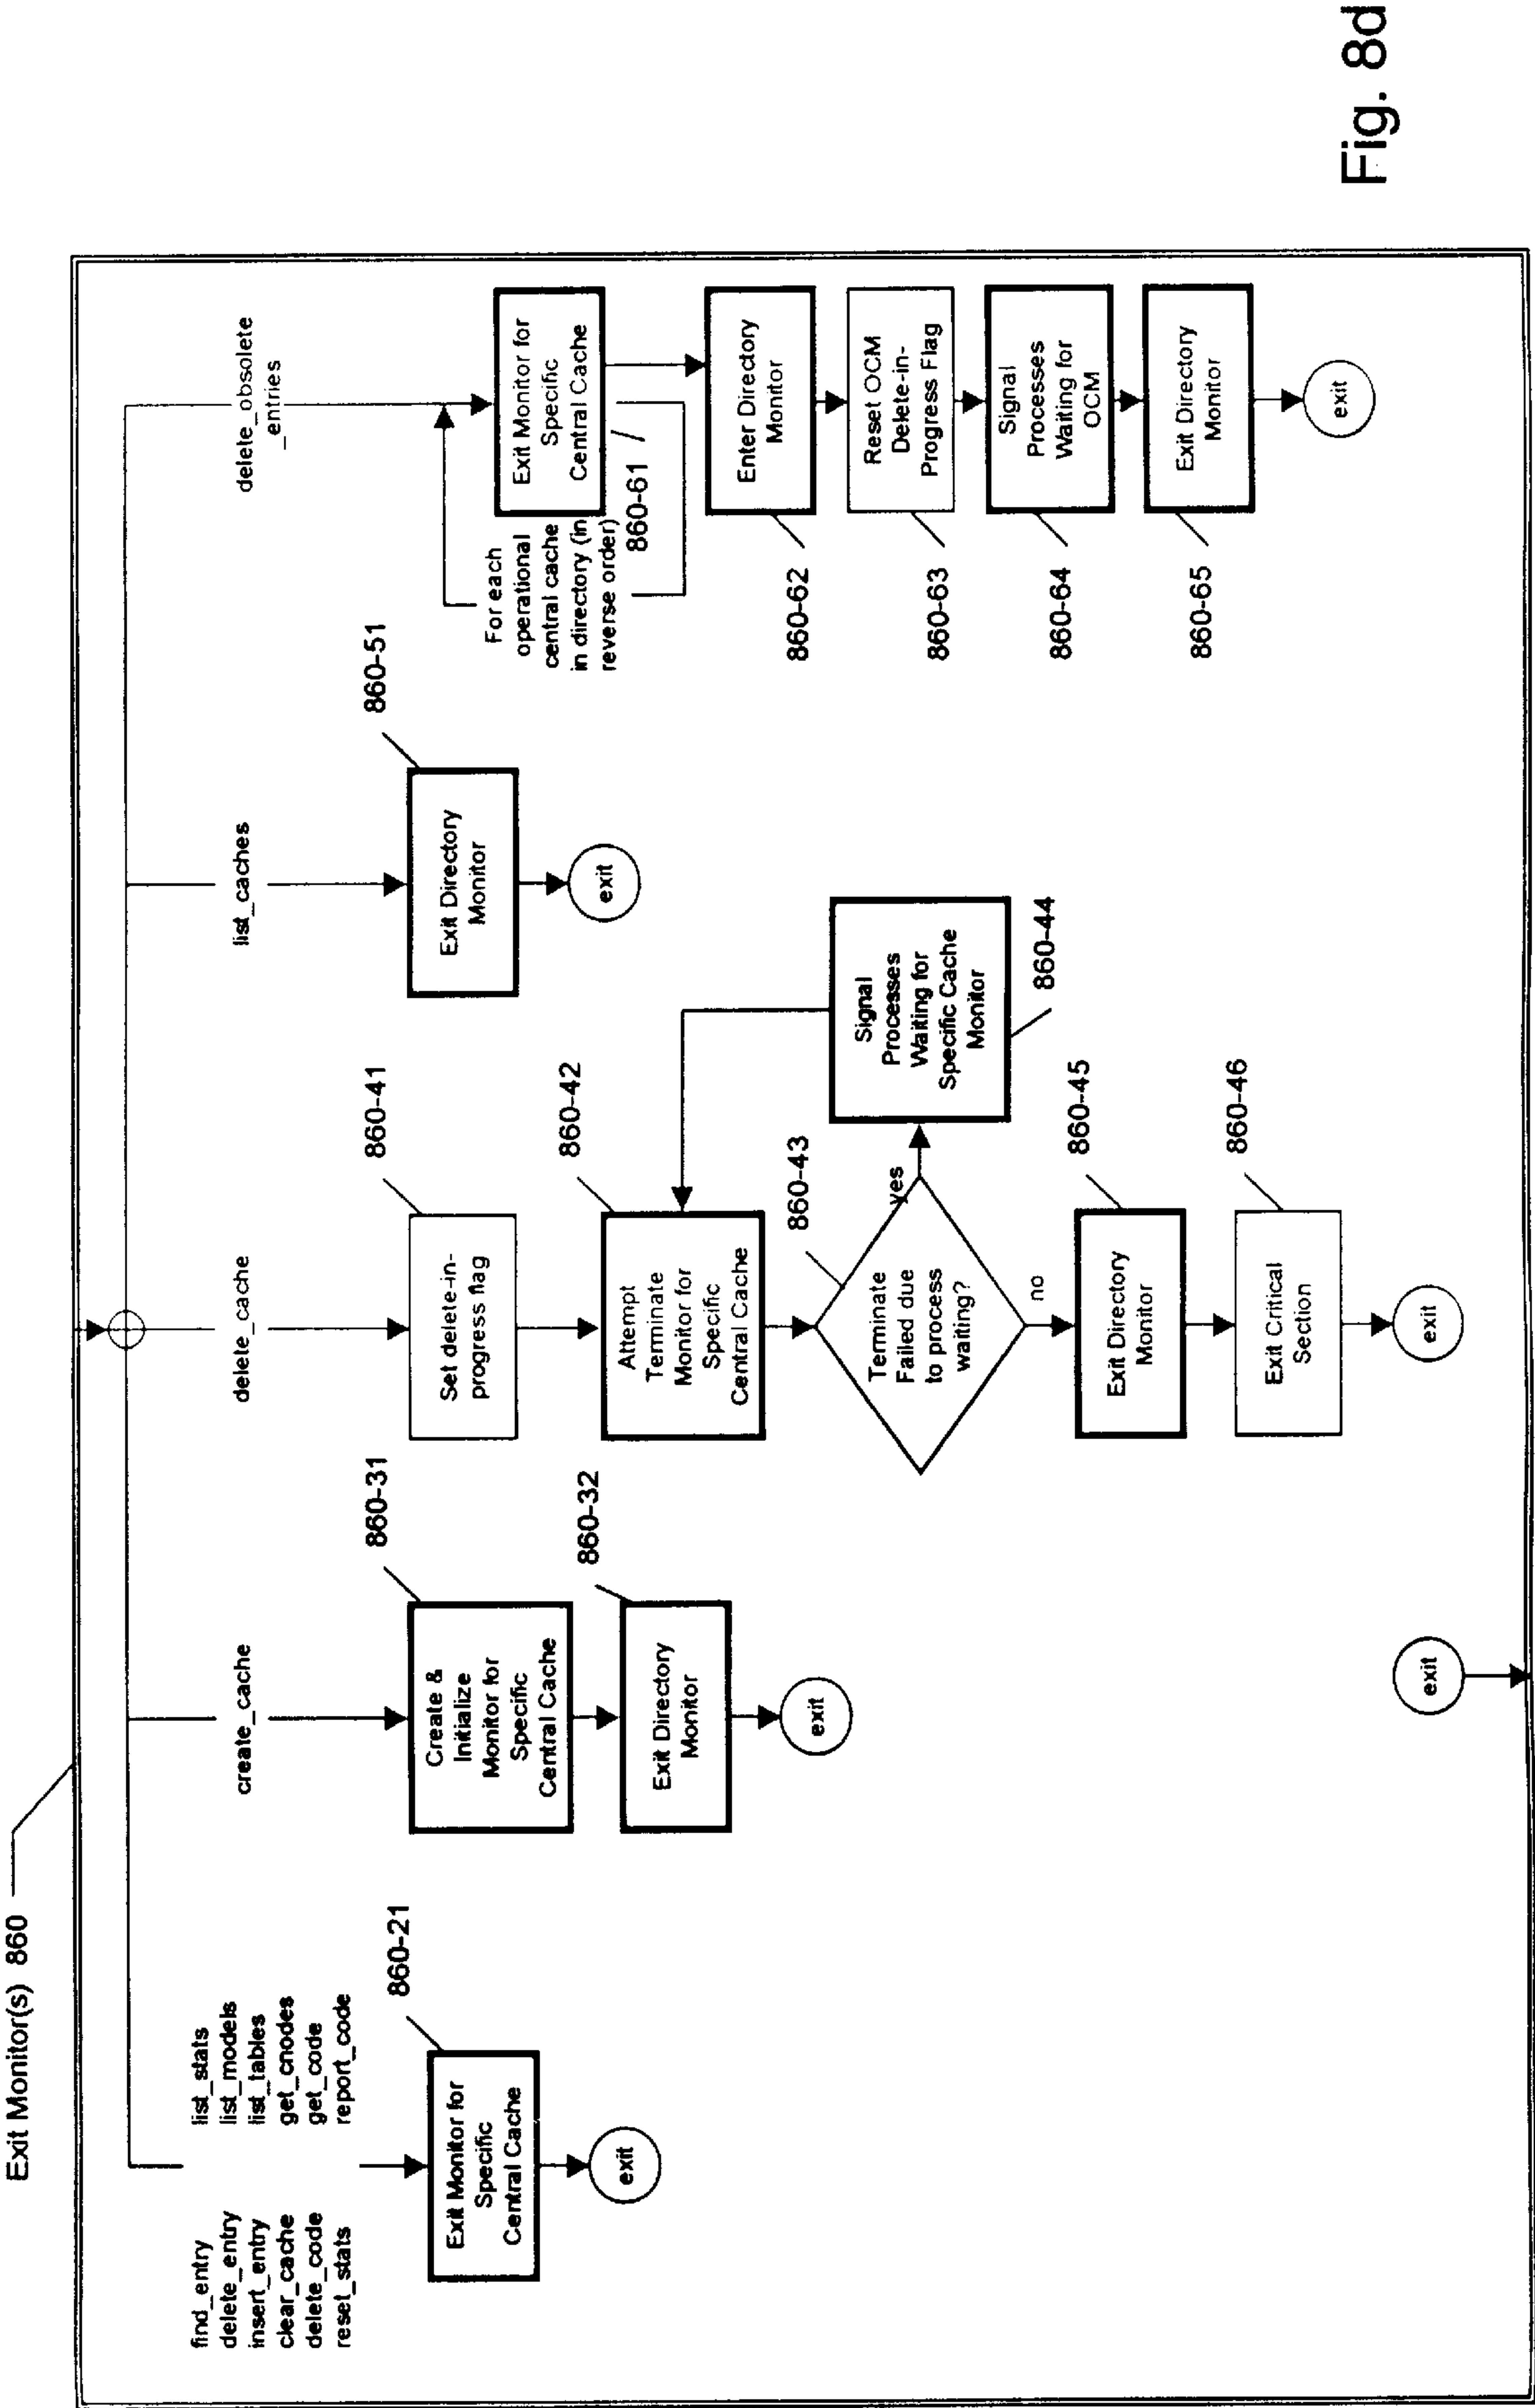 Exit Monitor(s) 860
find_entry
delete_entry
insert_entry
clear_cache
delete_code
reset_stats
list_stats
list_models
list_tables
get_cnodes
get_code
report_code
860-21
Exit Monitor for
Specific
Central Cache
exit
create_cache
860-31
Create &
Initialize
Monitor for
Specific
Central Cache
860-32
Exit Directory
Monitor
exit
delete_cache
860-41
Set delete-in-
progress flag
860-42
Attempt
Terminate
Monitor for
Specific
Central Cache
860-43
Terminate
Failed due
to process
waiting?
yes
no
Signal
Processes
Waiting for
Specific Cache
Monitor
860-44
860-45
Exit Directory
Monitor
860-46
Exit Critical
Section
exit
list_caches
860-51
Exit Directory
Monitor
exit
delete_obsolete
_entries
For each
operational
central cache
in directory (in
reverse order)
Exit Monitor for
Specific
Central Cache
860-61
Enter Directory
Monitor
860-62
Reset OCM
Delete-in-
Progress Flag
860-63
Signal
Processes
Waiting for
OCM
860-64
Exit Directory
Monitor
860-65
exit
exit
Fig. 8d